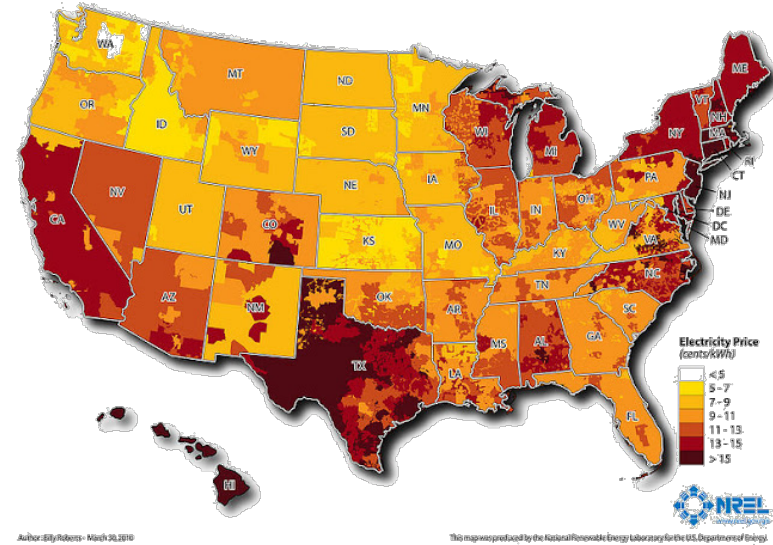 WA
MT
ND
MN
OR
ID
SD
WI
MI
ME
VT
NH
NY
MA
RI
CT
WY
IA
PA
NJ
NE
NV
UT
CO
IL
IN
OH
DE
DC
MD
WV
VA
CA
KS
MO
KY
NC
AZ
NM
OK
AR
TN
SC
TX
LA
MS
AL
GA
FL
HI
Electricity Price
(cents/kWh)
< 5
5 - 7
7 - 9
9 - 11
11 - 13
13 - 15
> 15
NREL
Author: Billy Roberts - March 30, 2010
This map was produced by the National Renewable Energy Laboratory for the U.S. Department of Energy.